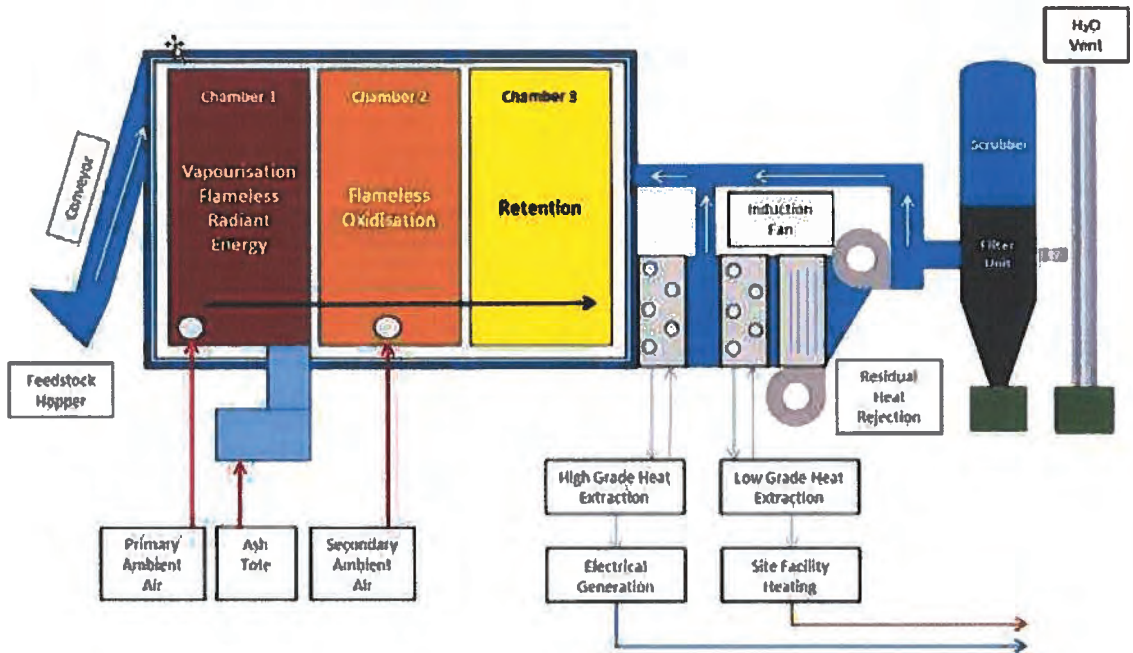 H₂O
Vent
Chamber 1
Chamber 2
Chamber 3
Conveyor
Vapourisation
Flameless
Radiant
Energy
Flameless
Oxidisation
Retention
Induction
Fan
Scrubber
Filter
Unit
Feedstock
Hopper
Residual
Heat
Rejection
High Grade Heat
Extraction
Low Grade Heat
Extraction
Primary
Ambient
Air
Ash
Tote
Secondary
Ambient
Air
Electrical
Generation
Site Facility
Heating